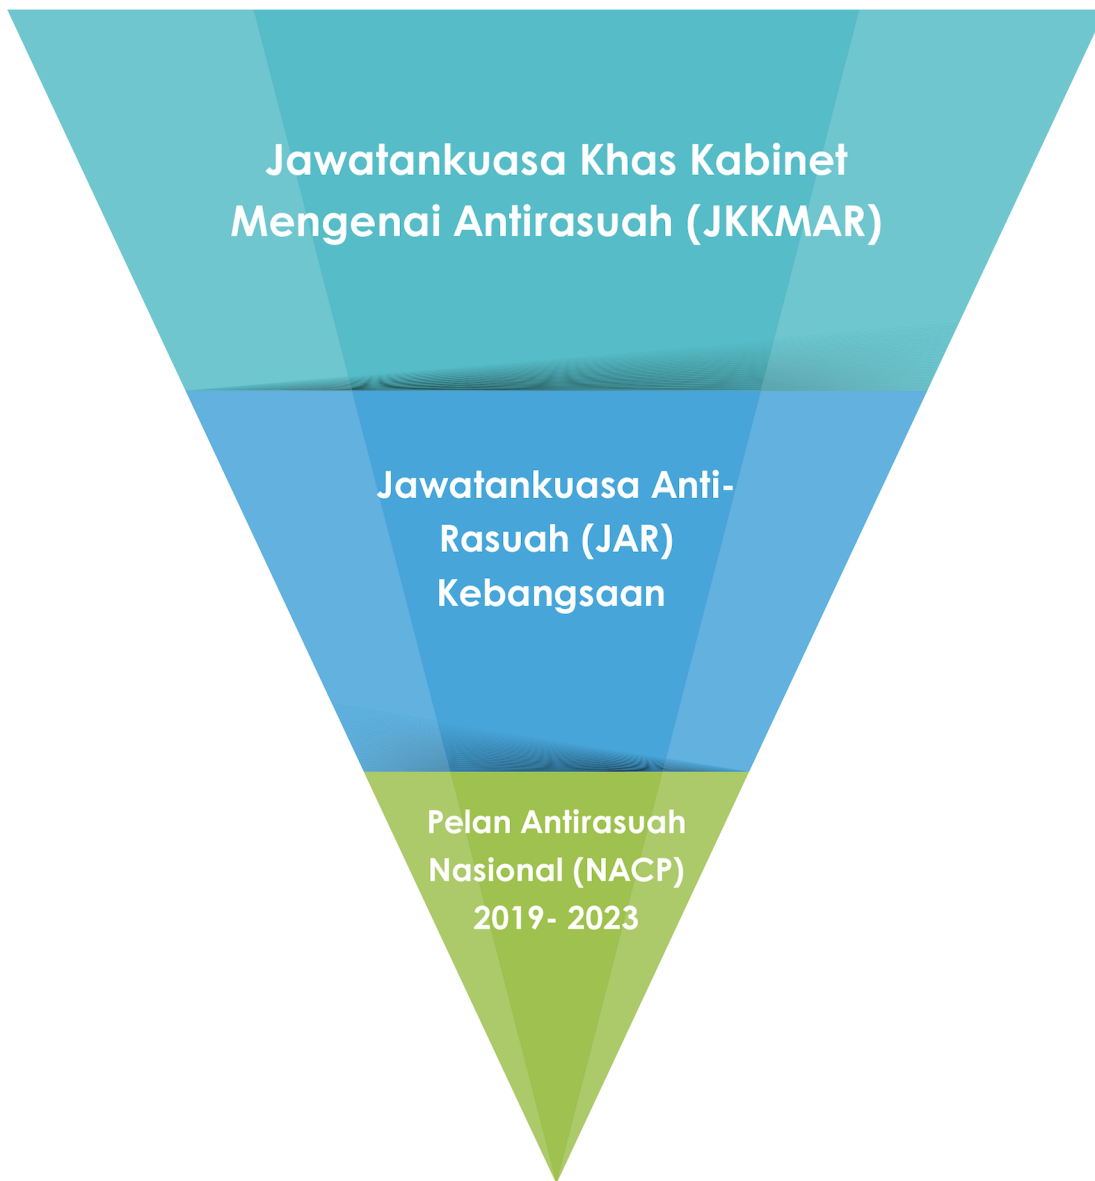 Jawatankuasa Khas Kabinet
Mengenai Antirasuah (JKKMAR)
Jawatankuasa Anti-
Rasuah (JAR)
Kebangsaan
Pelan Antirasuah
Nasional (NACP)
2019- 2023